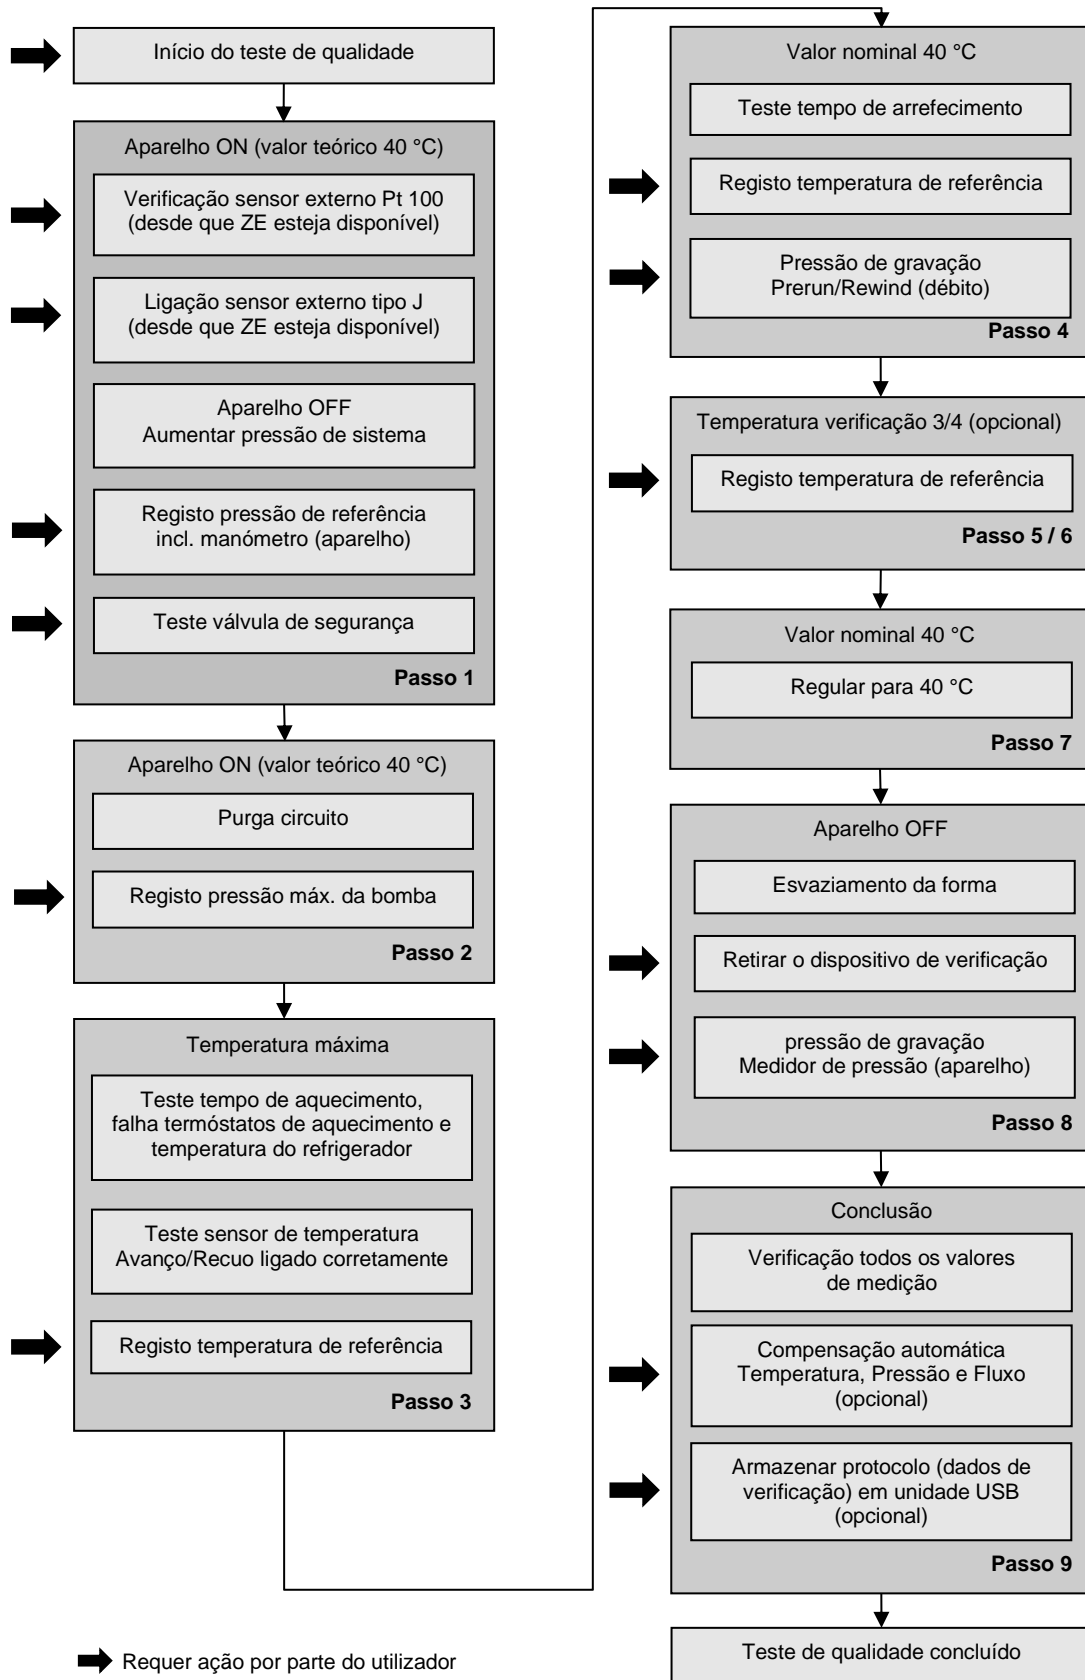 Início do teste de qualidade
Aparelho ON (valor teórico 40 °C)
Verificação sensor externo Pt 100
(desde que ZE esteja disponível)
Ligação sensor externo tipo J
(desde que ZE esteja disponível)
Aparelho OFF
Aumentar pressão de sistema
Registo pressão de referência
incl. manómetro (aparelho)
Teste válvula de segurança
Passo 1
Aparelho ON (valor teórico 40 °C)
Purga circuito
Registo pressão máx. da bomba
Passo 2
Temperatura máxima
Teste tempo de aquecimento,
falha termóstatos de aquecimento e
temperatura do refrigerador
Teste sensor de temperatura
Avanço/Recuo ligado corretamente
Registo temperatura de referência
Passo 3
Valor nominal 40 °C
Teste tempo de arrefecimento
Registo temperatura de referência
Pressão de gravação
Prerun/Rewind (débito)
Passo 4
Temperatura verificação 3/4 (opcional)
Registo temperatura de referência
Passo 5 / 6
Valor nominal 40 °C
Regular para 40 °C
Passo 7
Aparelho OFF
Esvaziamento da forma
Retirar o dispositivo de verificação
pressão de gravação
Medidor de pressão (aparelho)
Passo 8
Conclusão
Verificação todos os valores
de medição
Compensação automática
Temperatura, Pressão e Fluxo
(opcional)
Armazenar protocolo (dados de
verificação) em unidade USB
(opcional)
Passo 9
Teste de qualidade concluído
Requer ação por parte do utilizador